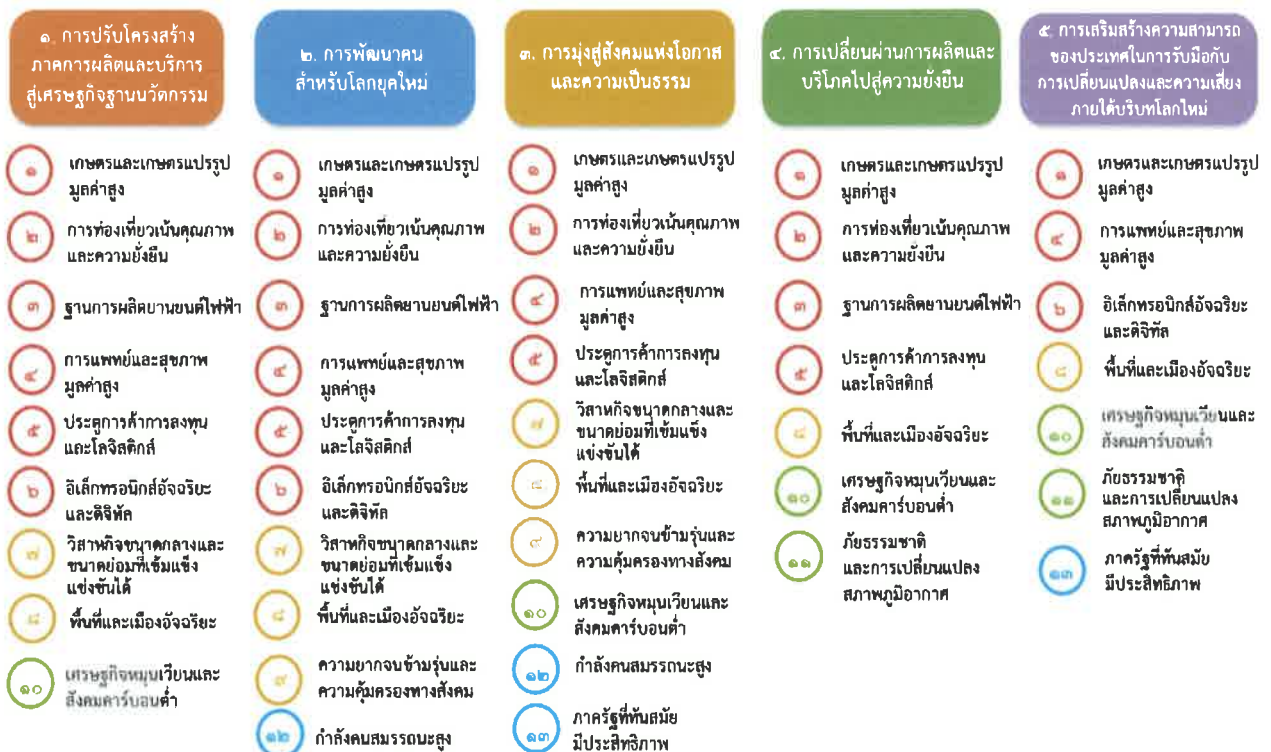 ๑. การปรับโครงสร้าง
ภาคการผลิตและบริการ
สู่เศรษฐกิจฐานนวัตกรรม
๑
เกษตรและเกษตรแปรรูป
มูลค่าสูง
๒
การท่องเที่ยวเน้นคุณภาพ
และความยั่งยืน
๓
ฐานการผลิตยานยนต์ไฟฟ้า
๔
การแพทย์และสุขภาพ
มูลค่าสูง
๕
ประตูการค้าการลงทุน
และโลจิสติกส์
๖
อิเล็กทรอนิกส์อัจฉริยะ
และดิจิทัล
๗
วิสาหกิจขนาดกลางและ
ขนาดย่อมที่เข้มแข็ง
แข่งขันได้
๘
พื้นที่และเมืองอัจฉริยะ
๑๐
เศรษฐกิจหมุนเวียนและ
สังคมคาร์บอนต่ำ
๒. การพัฒนาคน
สำหรับโลกยุคใหม่
๑
เกษตรและเกษตรแปรรูป
มูลค่าสูง
๒
การท่องเที่ยวเน้นคุณภาพ
และความยั่งยืน
๓
ฐานการผลิตยานยนต์ไฟฟ้า
๔
การแพทย์และสุขภาพ
มูลค่าสูง
๕
ประตูการค้าการลงทุน
และโลจิสติกส์
๖
อิเล็กทรอนิกส์อัจฉริยะ
และดิจิทัล
๗
วิสาหกิจขนาดกลางและ
ขนาดย่อมที่เข้มแข็ง
แข่งขันได้
๘
พื้นที่และเมืองอัจฉริยะ
๙
ความยากจนข้ามรุ่นและ
ความคุ้มครองทางสังคม
๑๒
กำลังคนสมรรถนะสูง
๓. การมุ่งสู่สังคมแห่งโอกาส
และความเป็นธรรม
๑
เกษตรและเกษตรแปรรูป
มูลค่าสูง
๒
การท่องเที่ยวเน้นคุณภาพ
และความยั่งยืน
๔
การแพทย์และสุขภาพ
มูลค่าสูง
๕
ประตูการค้าการลงทุน
และโลจิสติกส์
๗
วิสาหกิจขนาดกลางและ
ขนาดย่อมที่เข้มแข็ง
แข่งขันได้
๘
พื้นที่และเมืองอัจฉริยะ
๙
ความยากจนข้ามรุ่นและ
ความคุ้มครองทางสังคม
๑๐
เศรษฐกิจหมุนเวียนและ
สังคมคาร์บอนต่ำ
๑๒
กำลังคนสมรรถนะสูง
๑๓
ภาครัฐที่ทันสมัย
มีประสิทธิภาพ
๔. การเปลี่ยนผ่านการผลิตและ
บริโภคไปสู่ความยั่งยืน
๑
เกษตรและเกษตรแปรรูป
มูลค่าสูง
๒
การท่องเที่ยวเน้นคุณภาพ
และความยั่งยืน
๓
ฐานการผลิตยานยนต์ไฟฟ้า
๕
ประตูการค้าการลงทุน
และโลจิสติกส์
๘
พื้นที่และเมืองอัจฉริยะ
๑๐
เศรษฐกิจหมุนเวียนและ
สังคมคาร์บอนต่ำ
๑๑
ภัยธรรมชาติ
และการเปลี่ยนแปลง
สภาพภูมิอากาศ
๕. การเสริมสร้างความสามารถ
ของประเทศในการรับมือกับ
การเปลี่ยนแปลงและความเสี่ยง
ภายใต้บริบทโลกใหม่
๑
เกษตรและเกษตรแปรรูป
มูลค่าสูง
๔
การแพทย์และสุขภาพ
มูลค่าสูง
๖
อิเล็กทรอนิกส์อัจฉริยะ
และดิจิทัล
๘
พื้นที่และเมืองอัจฉริยะ
๑๐
เศรษฐกิจหมุนเวียนและ
สังคมคาร์บอนต่ำ
๑๑
ภัยธรรมชาติ
และการเปลี่ยนแปลง
สภาพภูมิอากาศ
๑๓
ภาครัฐที่ทันสมัย
มีประสิทธิภาพ